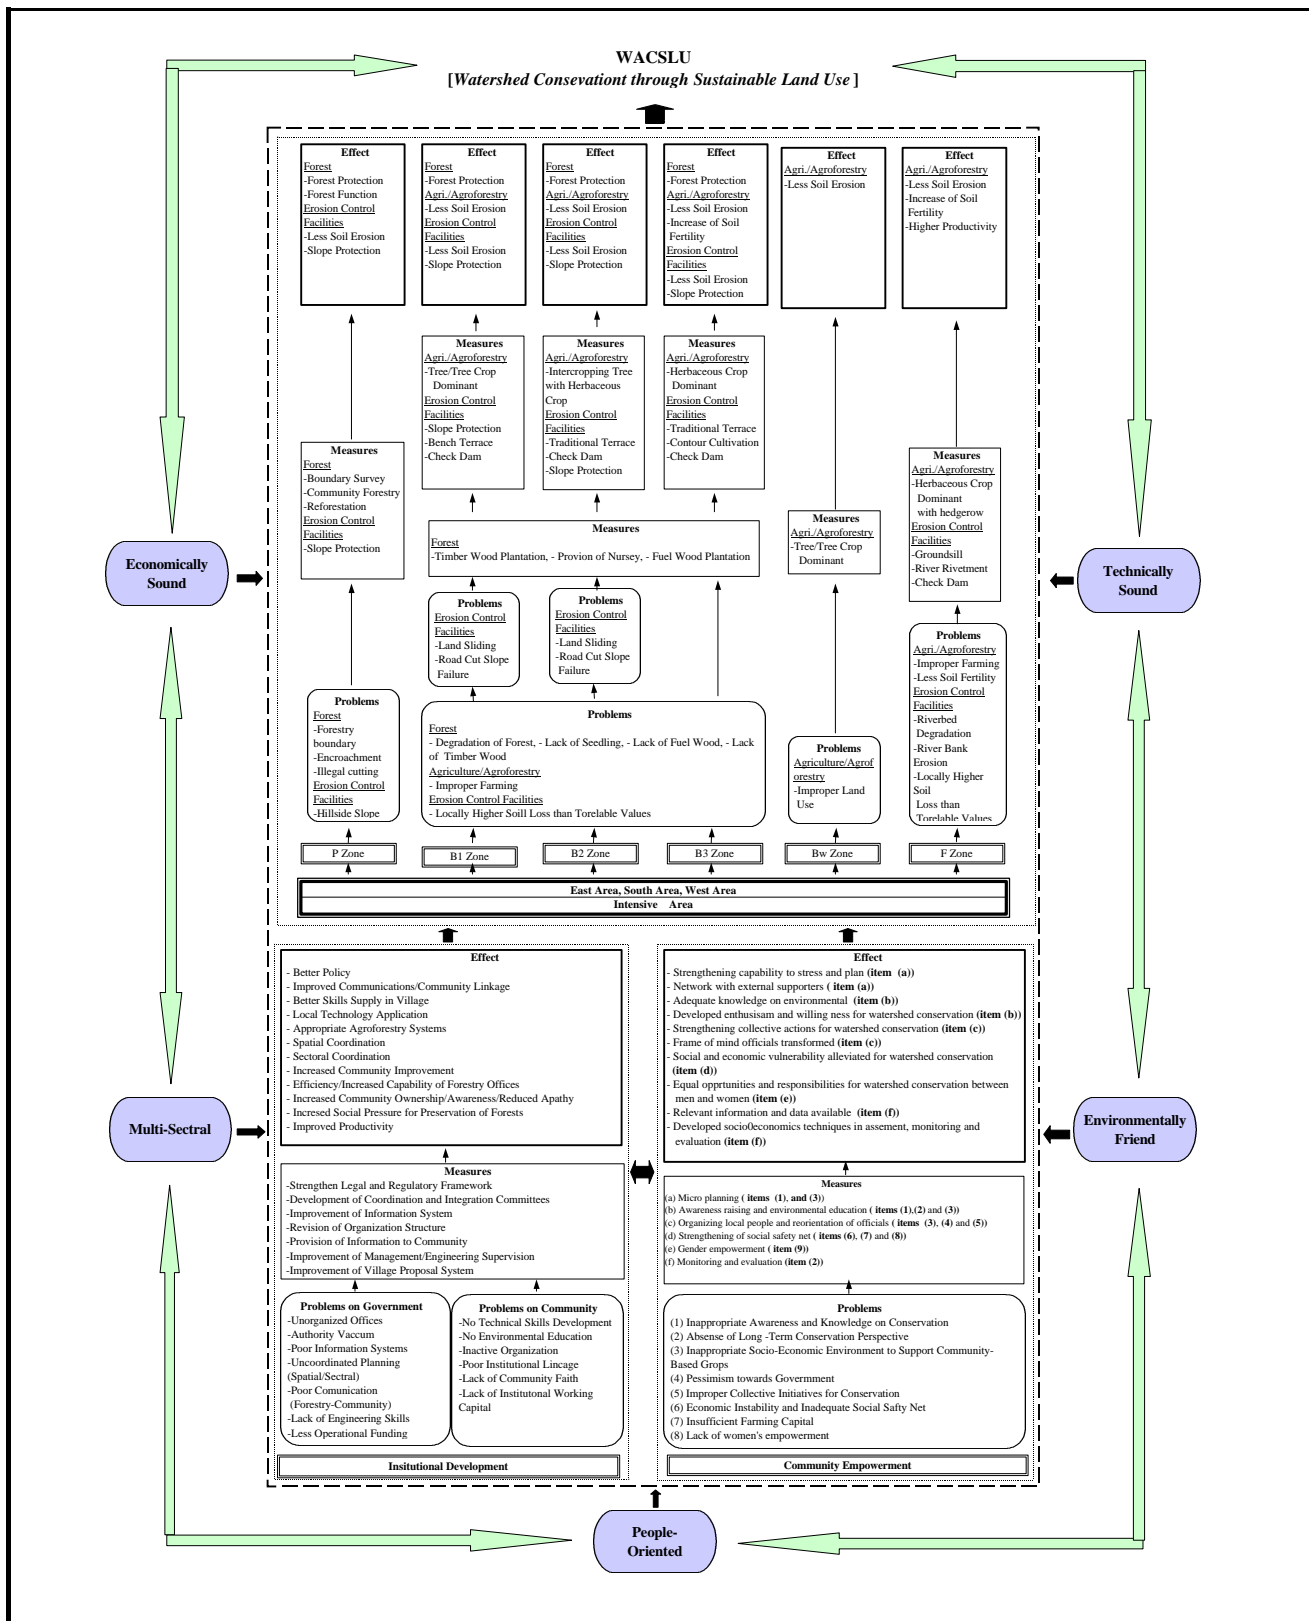 WACSLU
[Watershed Consevationt through Sustainable Land Use ]
Effect
Forest
-Forest Protection
-Forest Function
Erosion Control
Facilities
-Less Soil Erosion
-Slope Protection
Effect
Forest
-Forest Protection
Agri./Agroforestry
-Less Soil Erosion
Erosion Control
Facilities
-Less Soil Erosion
-Slope Protection
Effect
Forest
-Forest Protection
Agri./Agroforestry
-Less Soil Erosion
Erosion Control
Facilities
-Less Soil Erosion
-Slope Protection
Effect
Forest
-Forest Protection
Agri./Agroforestry
-Less Soil Erosion
-Increase of Soil
Fertility
Erosion Control
Facilities
-Less Soil Erosion
-Slope Protection
Effect
Agri./Agroforestry
-Less Soil Erosion
Effect
Agri./Agroforestry
-Less Soil Erosion
-Increase of Soil
Fertility
-Higher Productivity
Measures
Forest
-Boundary Survey
-Community Forestry
-Reforestation
Erosion Control
Facilities
-Slope Protection
Measures
Agri./Agroforestry
-Tree/Tree Crop
Dominant
Erosion Control
Facilities
-Slope Protection
-Bench Terrace
-Check Dam
Measures
Agri./Agroforestry
-Intercropping Tree
with Herbaceous
Crop
Erosion Control
Facilities
-Traditional Terrace
-Check Dam
-Slope Protection
Measures
Agri./Agroforestry
-Herbaceous Crop
Dominant
Erosion Control
Facilities
-Traditional Terrace
-Contour Cultivation
-Check Dam
Measures
Agri./Agroforestry
-Tree/Tree Crop
Dominant
Measures
Agri./Agroforestry
-Herbaceous Crop
Dominant
with hedgerow
Erosion Control
Facilities
-Groundsill
-River Rivetment
-Check Dam
Measures
Forest
-Timber Wood Plantation, - Provion of Nursey, - Fuel Wood Plantation
Economically
Sound
Technically
Sound
Problems
Erosion Control
Facilities
-Land Sliding
-Road Cut Slope
Failure
Problems
Erosion Control
Facilities
-Land Sliding
-Road Cut Slope
Failure
Problems
Forest
-Forestry
boundary
-Encroachment
-Illegal cutting
Erosion Control
Facilities
-Hillside Slope
Problems
Forest
- Degradation of Forest, - Lack of Seedling, - Lack of Fuel Wood, - Lack
of Timber Wood
Agriculture/Agroforestry
- Improper Farming
Erosion Control Facilities
- Locally Higher Soill Loss than Torelable Values
Problems
Agriculture/Agrof
orestry
-Improper Land
Use
Problems
Agri./Agroforestry
-Improper Farming
-Less Soil Fertility
Erosion Control
Facilities
-Riverbed
Degradation
-River Bank
Erosion
-Locally Higher
Soil
Loss than
Torelable Values
P Zone
B1 Zone
B2 Zone
B3 Zone
Bw Zone
F Zone
East Area, South Area, West Area
Intensive Area
Effect
- Better Policy
- Improved Communications/Community Linkage
- Better Skills Supply in Village
- Local Technology Application
- Appropriate Agroforestry Systems
- Spatial Coordination
- Sectoral Coordination
- Increased Community Improvement
- Efficiency/Increased Capability of Forestry Offices
- Increased Community Ownership/Awareness/Reduced Apathy
- Incresed Social Pressure for Preservation of Forests
- Improved Productivity
Effect
- Strengthening capability to stress and plan (item (a))
- Network with external supporters ( item (a))
- Adequate knowledge on environmental (item (b))
- Developed enthusisam and willing ness for watershed conservation (item (b))
- Strengthening collective actions for watershed conservation (item (c))
- Frame of mind officials transformed (item (c))
- Social and economic vulnerability alleviated for watershed conservation
(item (d))
- Equal opprtunities and responsibilities for watershed conservation between
men and women (item (e))
- Relevant information and data available (item (f))
- Developed socio0economics techniques in assement, monitoring and
evaluation (item (f))
Multi-Sectral
Environmentally
Friend
Measures
-Strengthen Legal and Regulatory Framework
-Development of Coordination and Integration Committees
-Improvement of Information System
-Revision of Organization Structure
-Provision of Information to Community
-Improvement of Management/Engineering Supervision
-Improvement of Village Proposal System
Measures
(a) Micro planning ( items (1), and (3))
(b) Awareness raising and environmental education ( items (1),(2) and (3))
(c) Organizing local people and reorientation of officials ( items (3), (4) and (5))
(d) Strengthening of social safety net ( items (6), (7) and (8))
(e) Gender empowerment ( item (9))
(f) Monitoring and evaluation (item (2))
Problems on Government
-Unorganized Offices
-Authority Vaccum
-Poor Information Systems
-Uncoordinated Planning
(Spatial/Sectral)
-Poor Comunication
(Forestry-Community)
-Lack of Engineering Skills
-Less Operational Funding
Problems on Community
-No Technical Skills Development
-No Environmental Education
-Inactive Organization
-Poor Institutional Lincage
-Lack of Community Faith
-Lack of Institutonal Working
Capital
Problems
(1) Inappropriate Awareness and Knowledge on Conservation
(2) Absense of Long -Term Conservation Perspective
(3) Inappropriate Socio-Economic Environment to Support Community-
Based Grops
(4) Pessimism towards Goverment
(5) Improper Collective Initiatives for Conservation
(6) Economic Instability and Inadequate Social Safty Net
(7) Insufficient Farming Capital
(8) Lack of women's empowerment
Insitutional Development
Community Empowerment
People-
Oriented